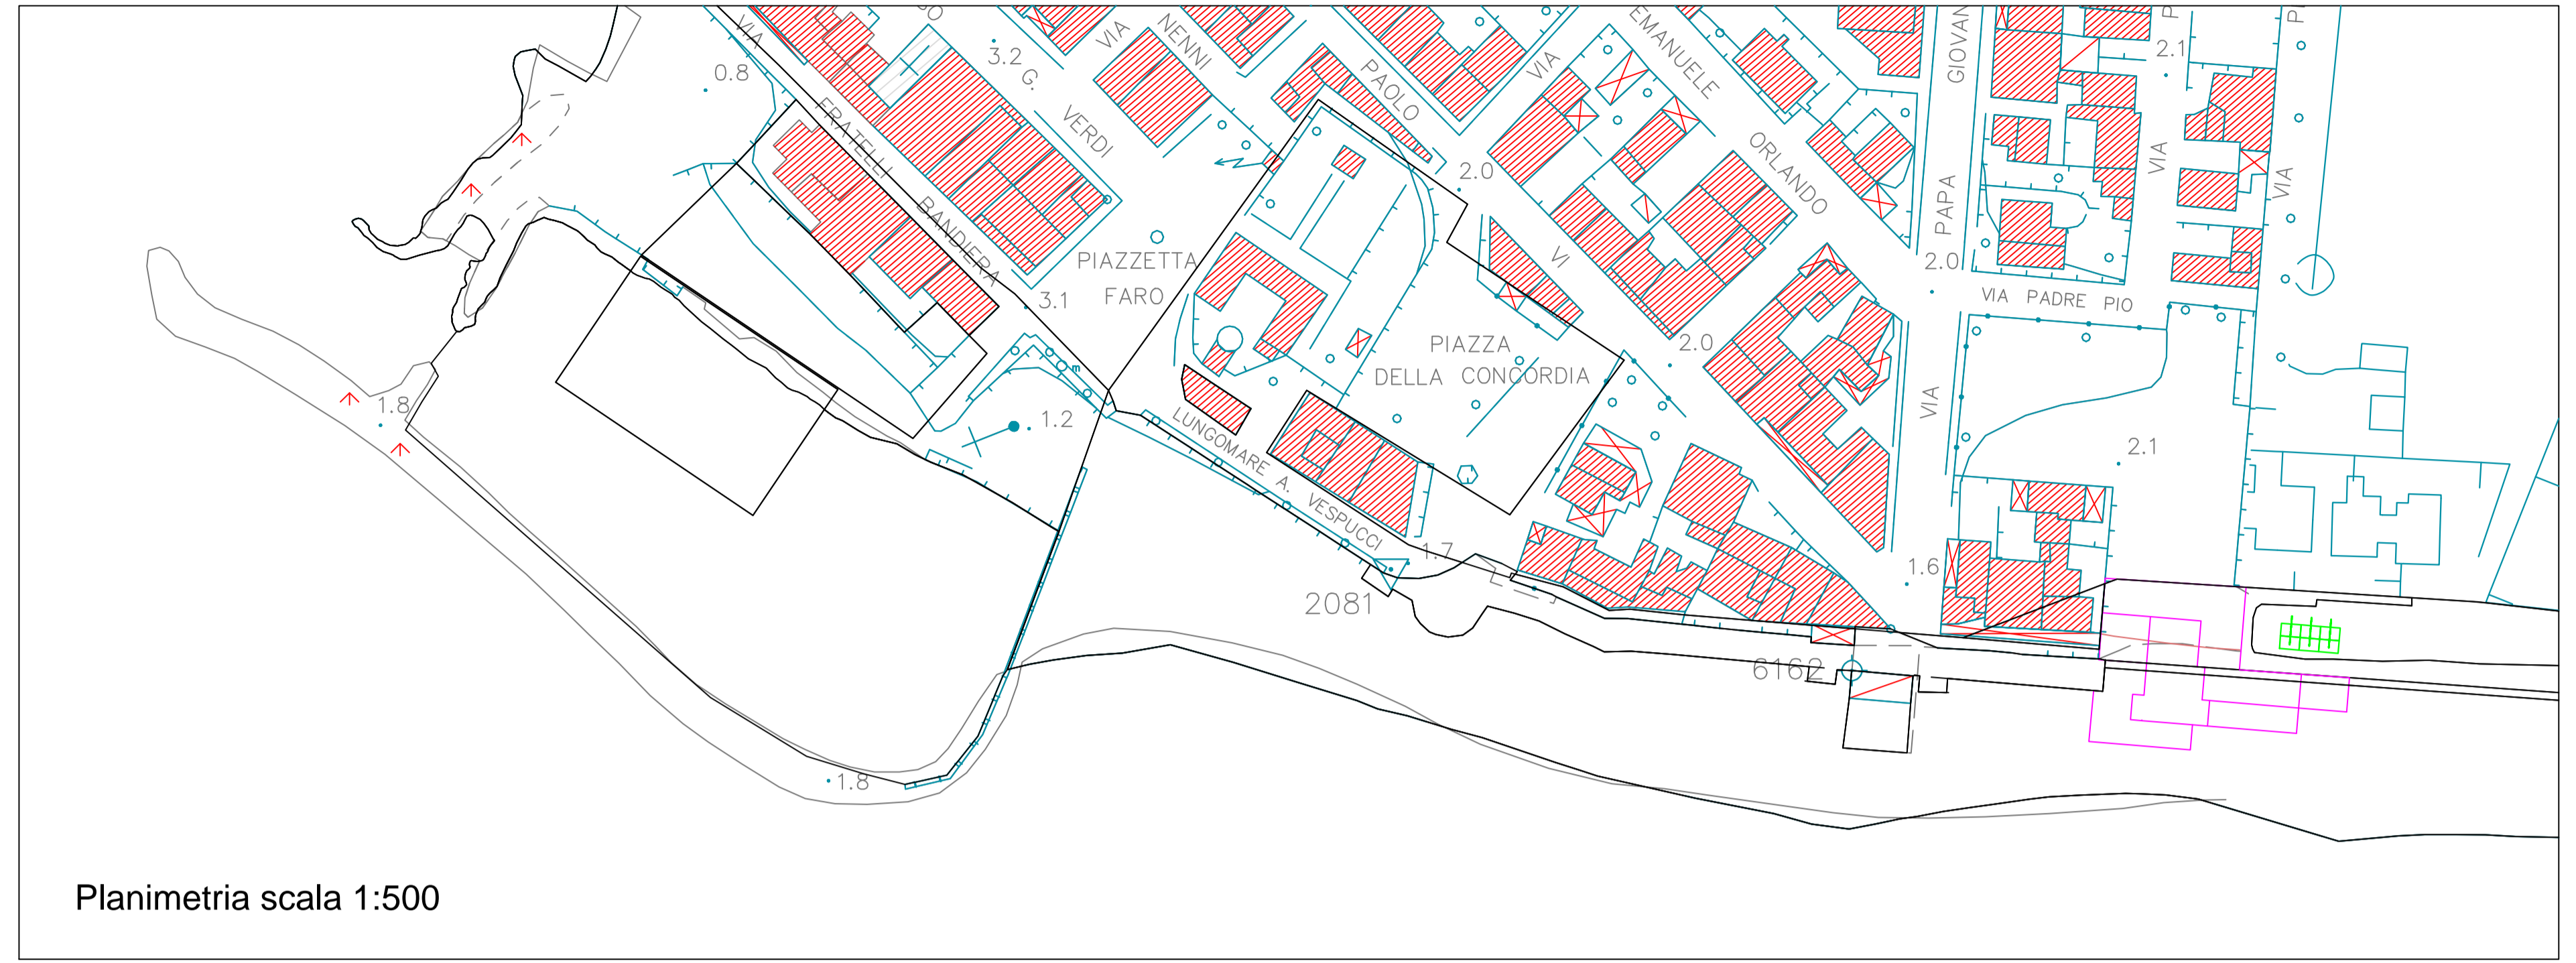 VIA
FRATELLI
BANDIERA
0.8
3.2
G.
VERDI
VIA
NENNI
PAOLO
VIA
EMANUELE
ORLANDO
GIOVAN
PAPA
VIA
VIA
VIA
2.1
2.0
2.0
PIAZZETTA
FARO
3.1
VI
VIA PADRE PIO
2.0
PIAZZA
DELLA CONCORDIA
1.8
1.2
LUNGOMARE A. VESPUCCI
2.1
1.7
1.6
2081
6162
1.8
Planimetria scala 1:500